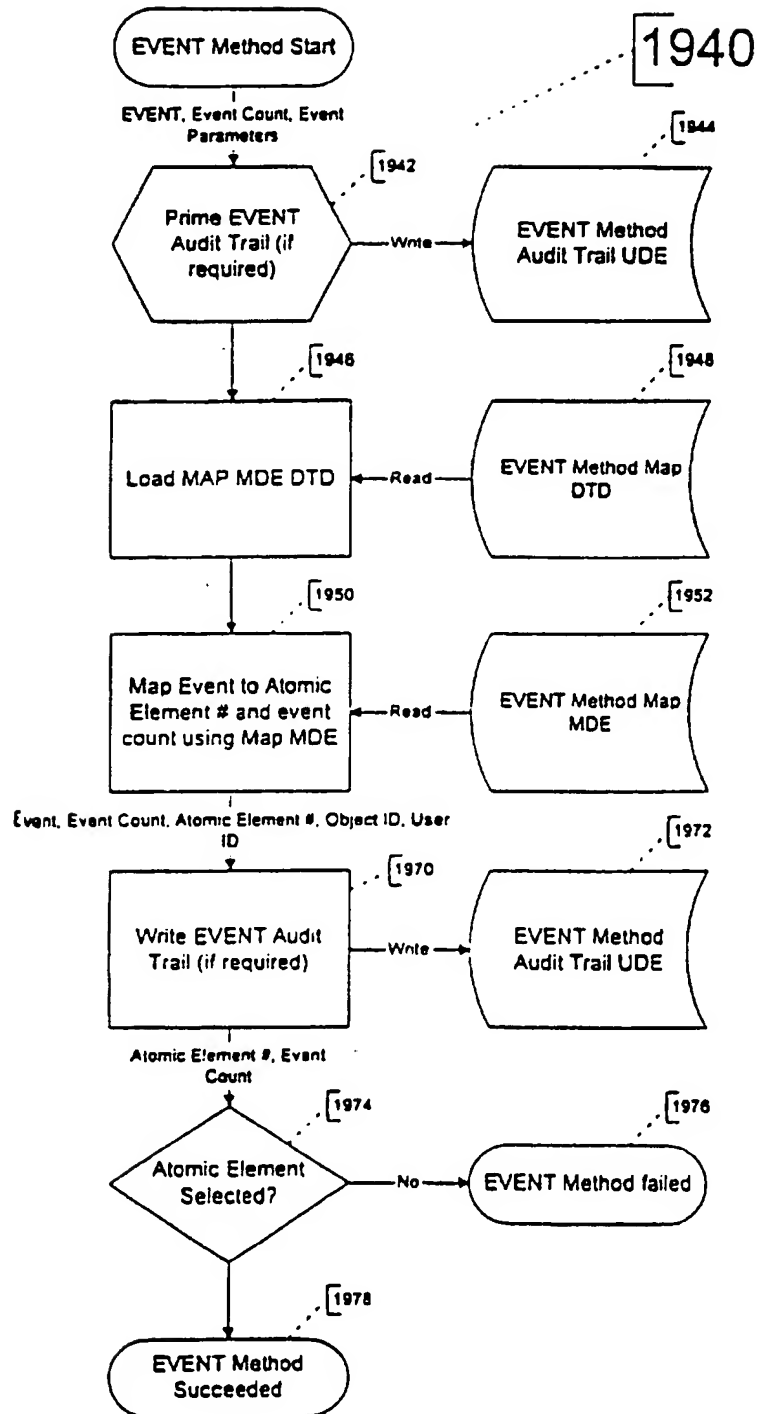 EVENT Method Start
1940
EVENT, Event Count, Event
Parameters
1942
1944
Prime EVENT
Audit Trail (if
required)
Write
EVENT Method
Audit Trail UDE
1946
1948
Load MAP MDE DTD
Read
EVENT Method Map
DTD
1950
1952
Map Event to Atomic
Element # and event
count using Map MDE
Read
EVENT Method Map
MDE
Event, Event Count, Atomic Element #, Object ID, User
ID
1970
1972
Write EVENT Audit
Trail (if required)
Write
EVENT Method
Audit Trail UDE
Atomic Element #, Event
Count
1974
1976
Atomic Element
Selected?
No
EVENT Method failed
1978
EVENT Method
Succeeded